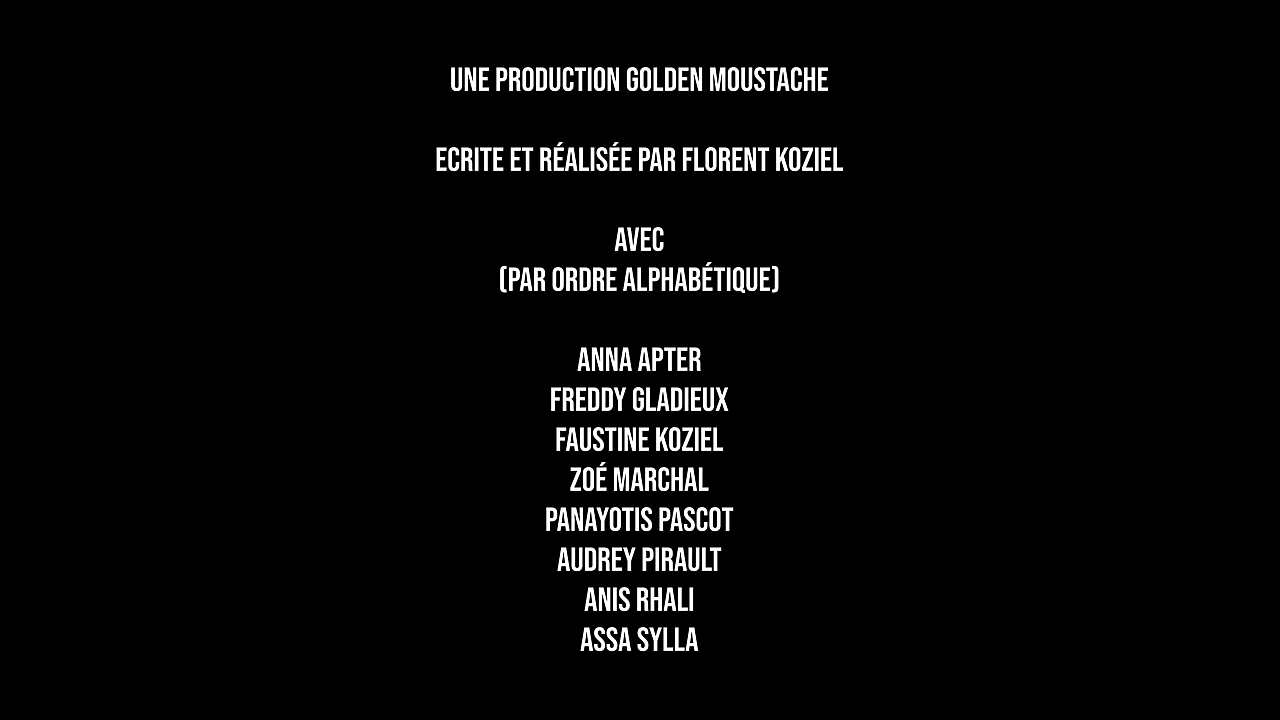 UNE PRODUCTION GOLDEN MOUSTACHE
ECRITE ET RÉALISÉE PAR FLORENT KOZIEL
AVEC
(PAR ORDRE ALPHABÉTIQUE)
ANNA APTER
FREDDY GLADIEUX
FAUSTINE KOZIEL
ZOÉ MARCHAL
PANAYOTIS PASCOT
AUDREY PIRAULT
ANIS RHALI
ASSA SYLLA